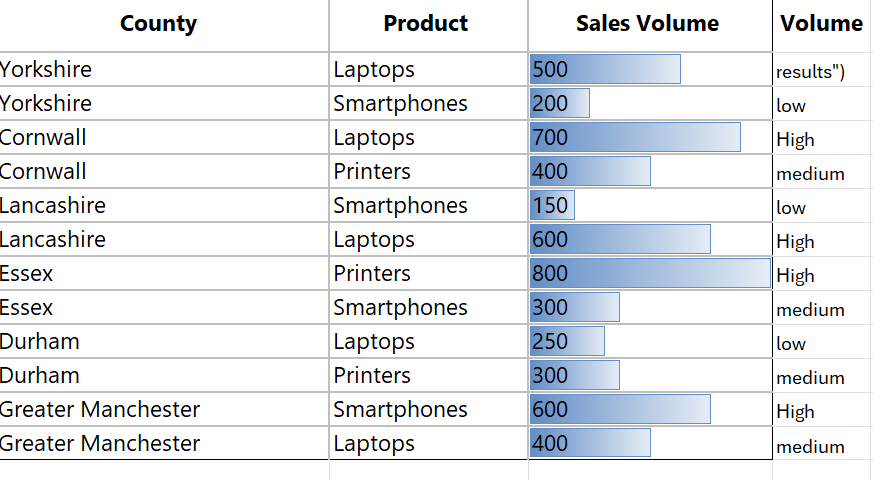 County Product Sales Volume Volume
Yorkshire Laptops 500 results")
Yorkshire Smartphones 200 low
Cornwall Laptops 700 High
Cornwall Printers 400 medium
Lancashire Smartphones 150 low
Lancashire Laptops 600 High
Essex Printers 800 High
Essex Smartphones 300 medium
Durham Laptops 250 low
Durham Printers 300 medium
Greater Manchester Smartphones 600 High
Greater Manchester Laptops 400 medium